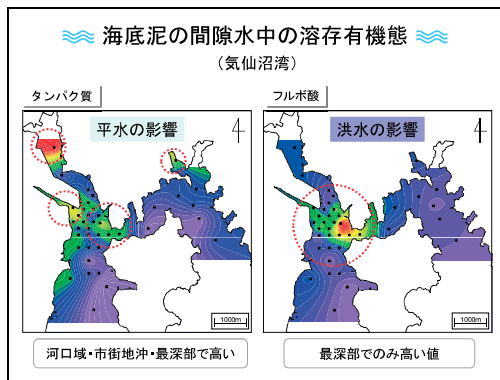 海底泥の間隙水中の溶存有機態
（気仙沼湾）
タンパク質
平水の影響
1000m
河口域・市街地沖・最深部で高い
フルボ酸
洪水の影響
1000m
最深部でのみ高い値